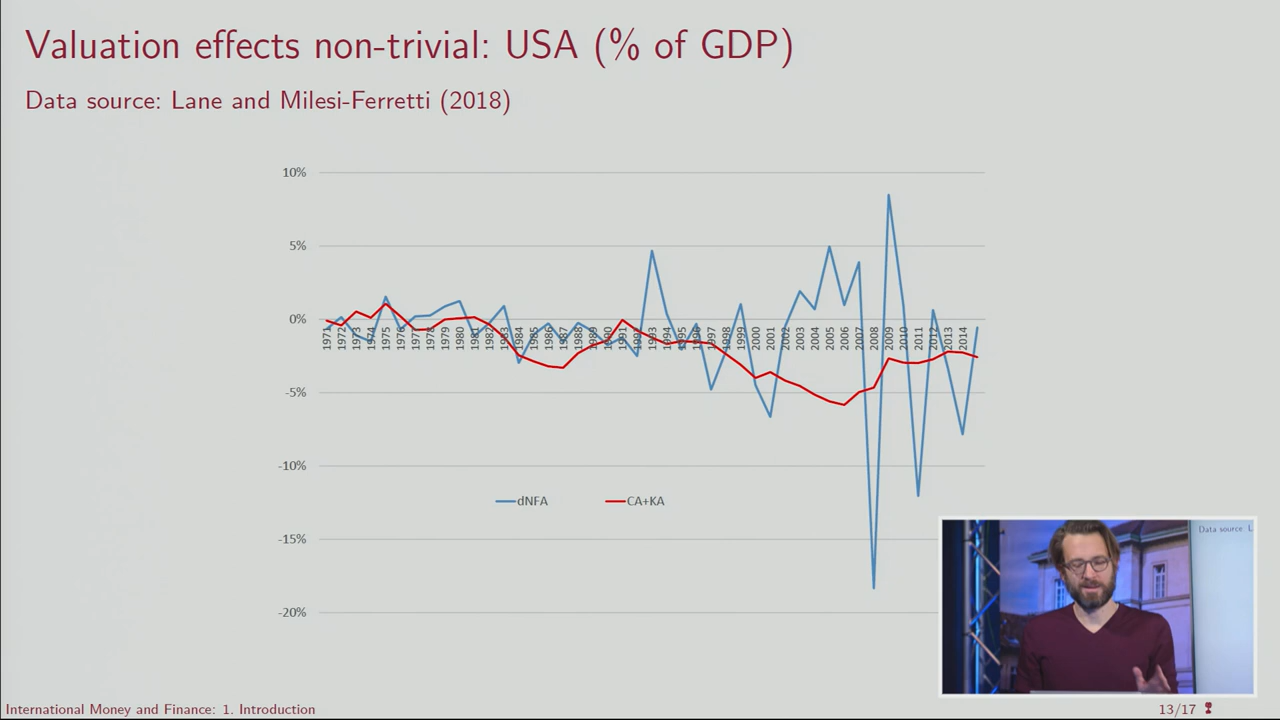 Valuation effects non-trivial: USA (% of GDP)
Data source: Lane and Milesi-Ferretti (2018)
10%
5%
0%
-5%
-10%
-15%
-20%
1971 1972 1973 1974 1975 1976 1977 1978 1979 1980 1981 1982 1983 1984 1985 1986 1987 1988 1989 1990 1991 1992 1993 1994 1995 1996 1997 1998 1999 2000 2001 2002 2003 2004 2005 2006 2007 2008 2009 2010 2011 2012 2013 2014
dNFA CA+KA
Data source L
International Money and Finance: 1. Introduction
13/17